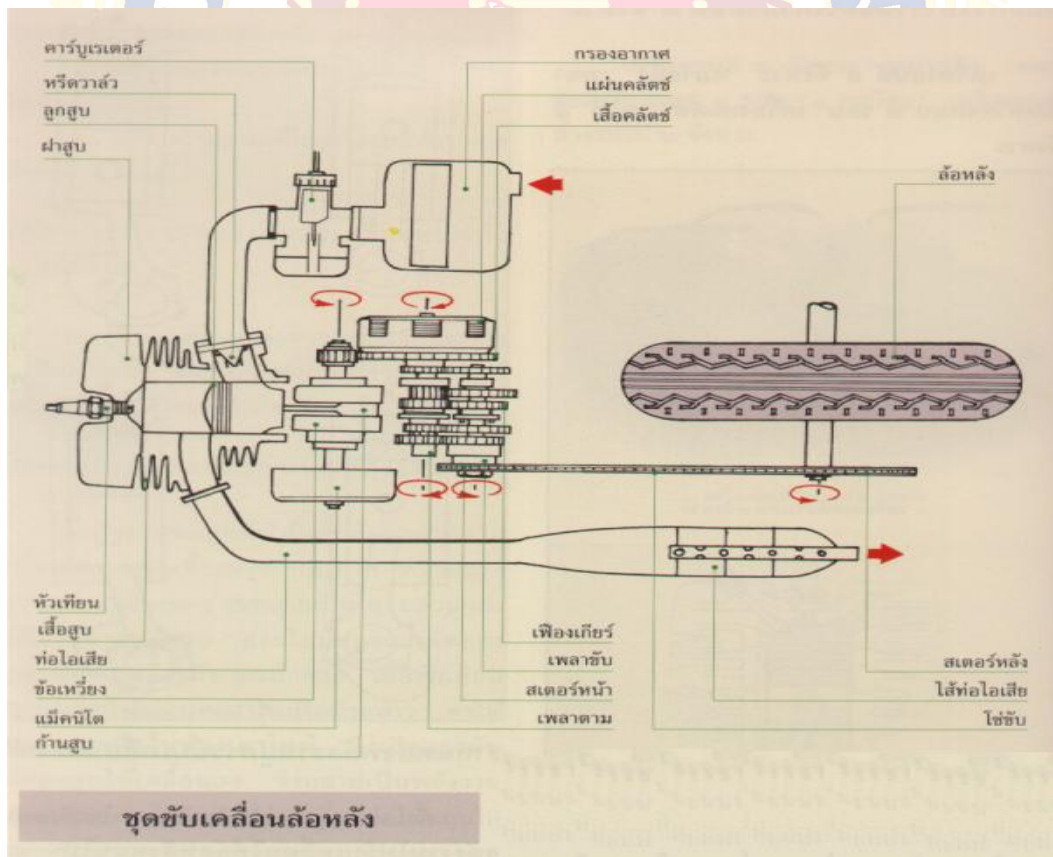 คาร์บูเรเตอร์
หรีดวาล์ว
ลูกสูบ
ฝาสูบ
กรองอากาศ
แผ่นคลัตช์
เสื้อคลัตช์
ล้อหลัง
หัวเทียน
เสื้อสูบ
ท่อไอเสีย
ข้อเหวี่ยง
แม็คนิโต
ก้านสูบ
เฟืองเกียร์
เพลาขับ
สเตอร์หน้า
เพลาตาม
สเตอร์หลัง
ไส้ท่อไอเสีย
โซ่ขับ
ชุดขับเคลื่อนล้อหลัง